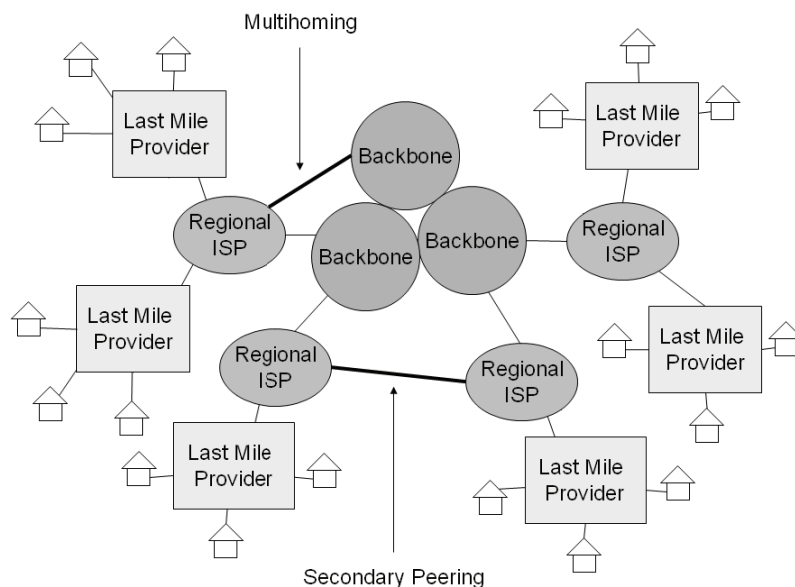 Multihoming
Last Mile
Provider
Backbone
Last Mile
Provider
Regional
ISP
Backbone
Backbone
Regional
ISP
Last Mile
Provider
Regional
ISP
Regional
ISP
Last Mile
Provider
Last Mile
Provider
Last Mile
Provider
Secondary Peering